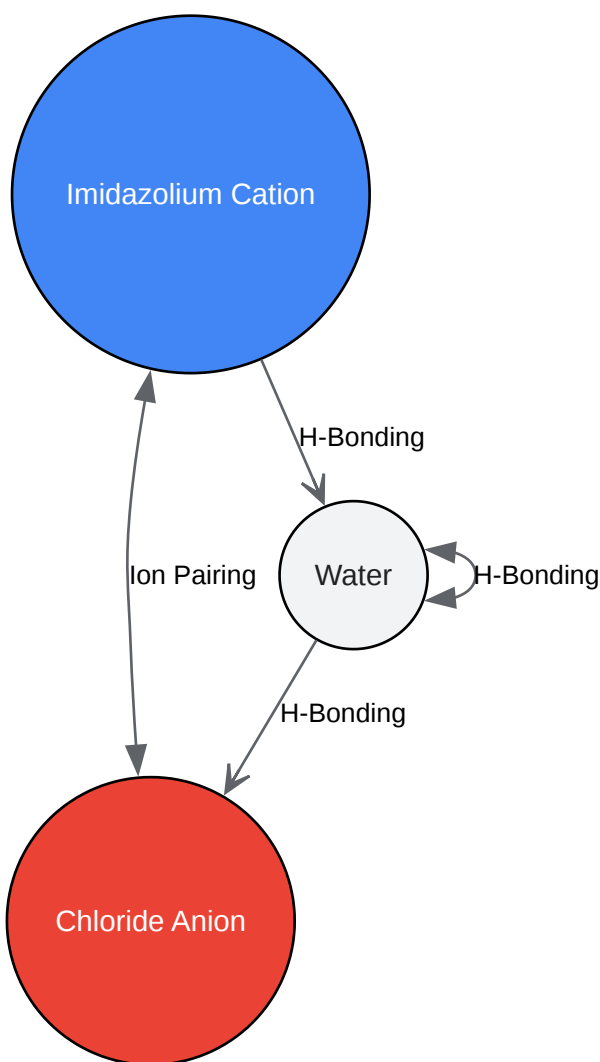 Imidazolium Cation
H-Bonding
Ion Pairing
Water
H-Bonding
H-Bonding
Chloride Anion